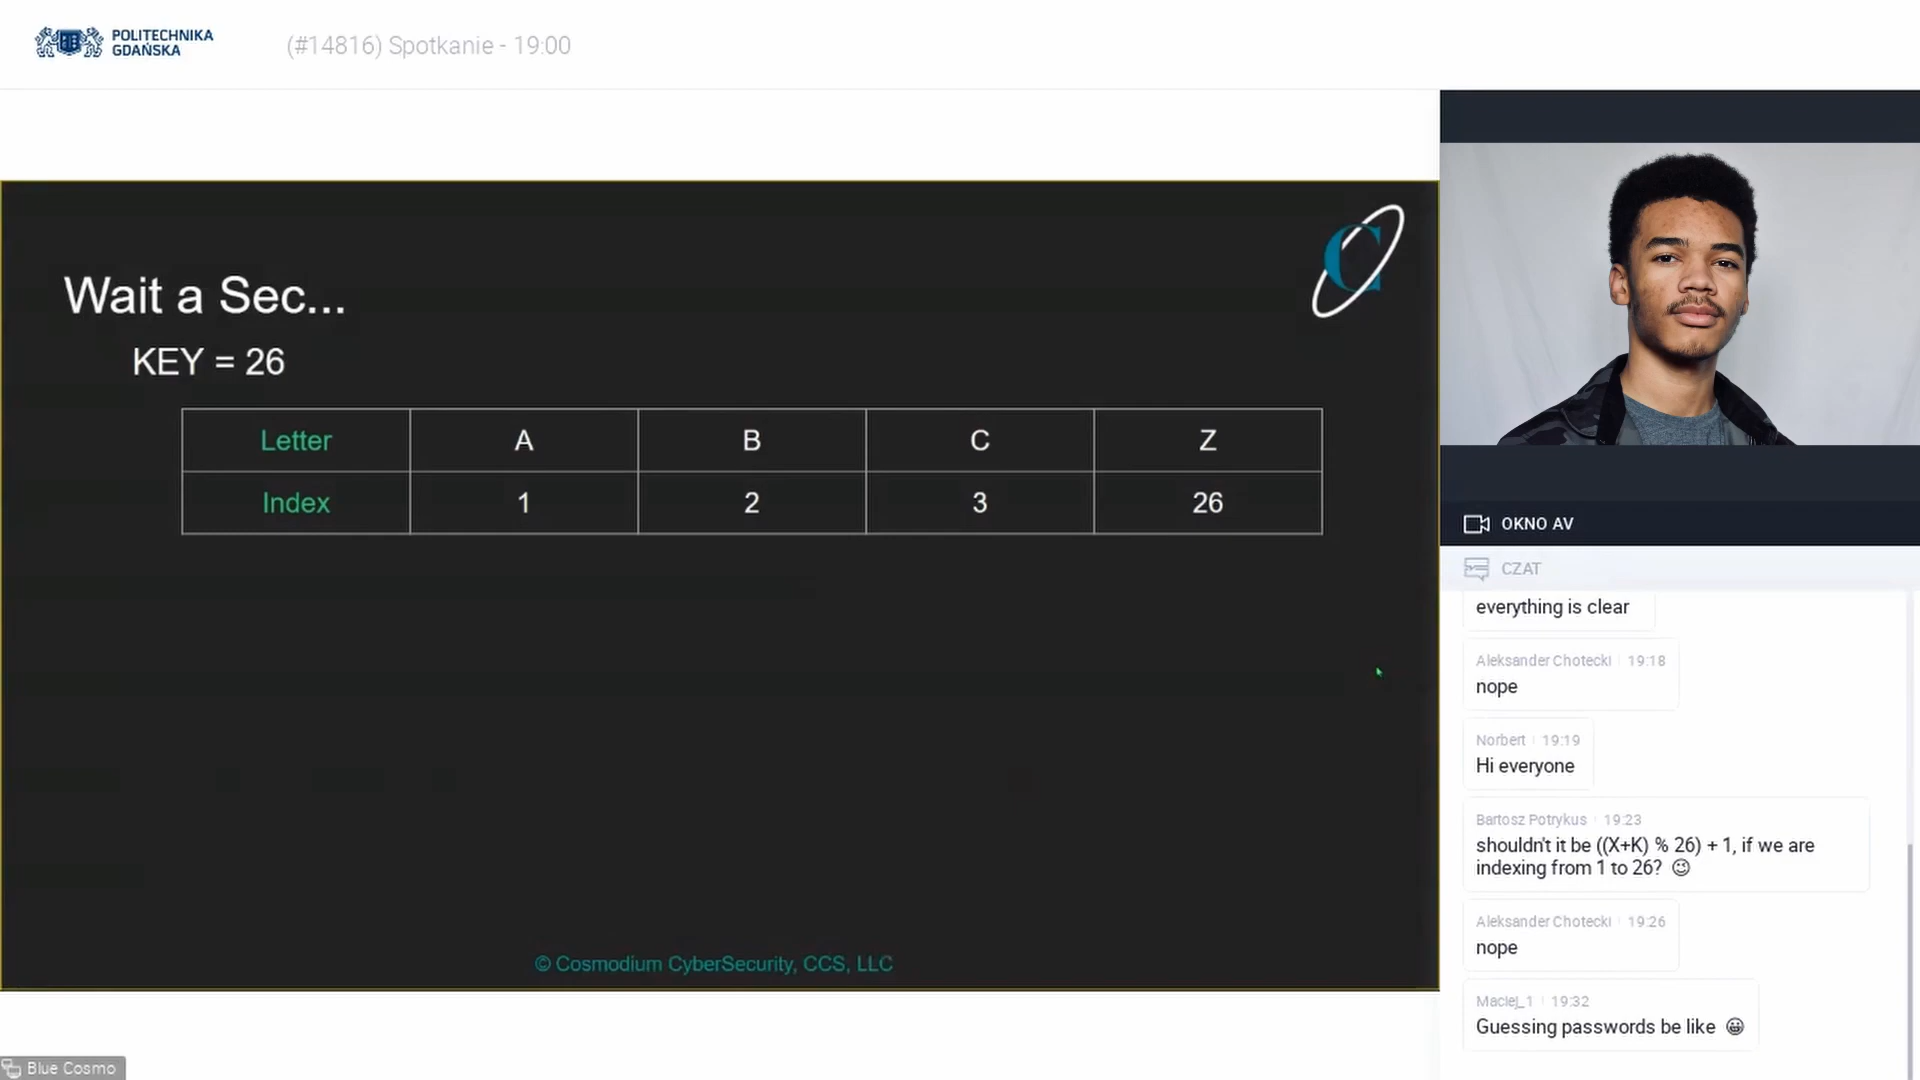 POLITECHNIKA
GDAŃSKA
(#14816) Spotkanie - 19:00
Wait a Sec...
KEY = 26
Letter A B C Z
Index 1 2 3 26
© Cosmodium CyberSecurity, CCS, LLC
Blue Cosmo
OKNO AV
CZAT
everything is clear
Aleksander Chotecki 19:18
nope
Norbert 19:19
Hi everyone
Bartosz Potrykus 19:23
shouldn't it be ((X+K) % 26) + 1, if we are
indexing from 1 to 26? 😉
Aleksander Chotecki 19:26
nope
Maciej_1 19:32
Guessing passwords be like 😀